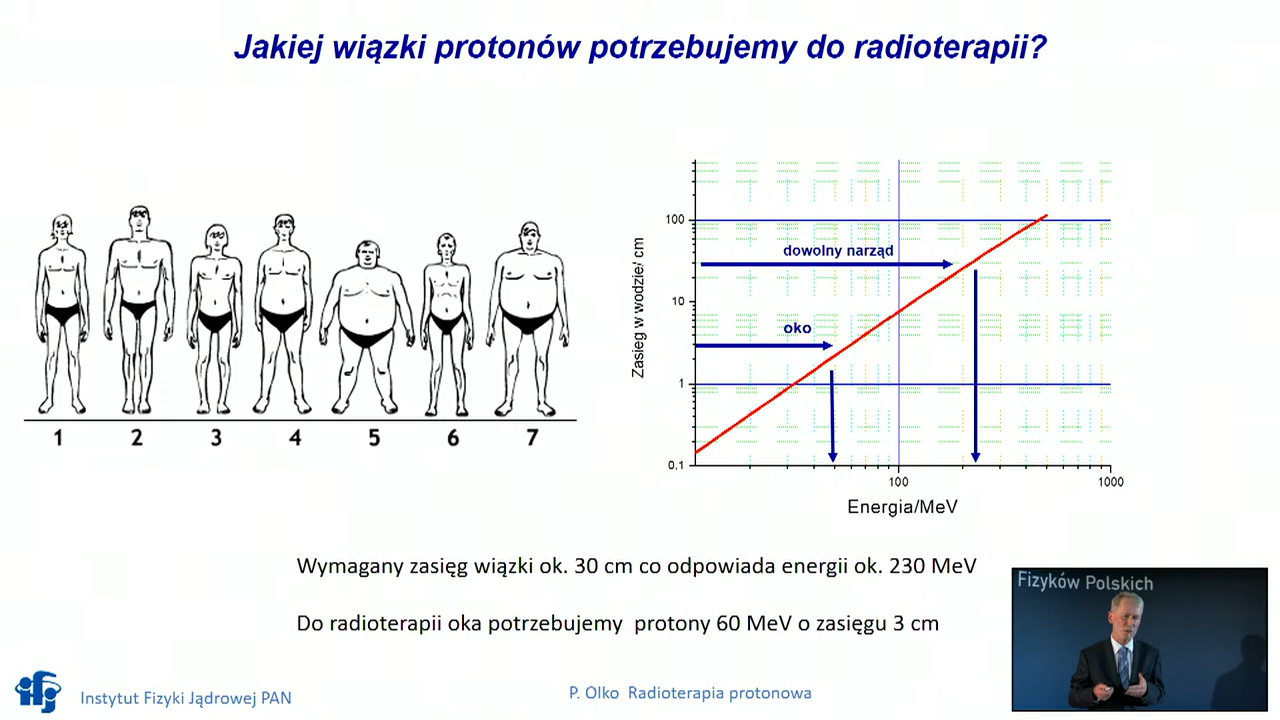 Jakiej wiązki protonów potrzebujemy do radioterapii?
1 2 3 4 5 6 7
Zasięg w wodzie/ cm
100
10
1
0.1
dowolny narząd
oko
100
1000
Energia/MeV
Wymagany zasięg wiązki ok. 30 cm co odpowiada energii ok. 230 MeV
Do radioterapii oka potrzebujemy protony 60 MeV o zasięgu 3 cm
Fizyków Polskich
ifj
Instytut Fizyki Jądrowej PAN
P. Olko Radioterapia protonowa